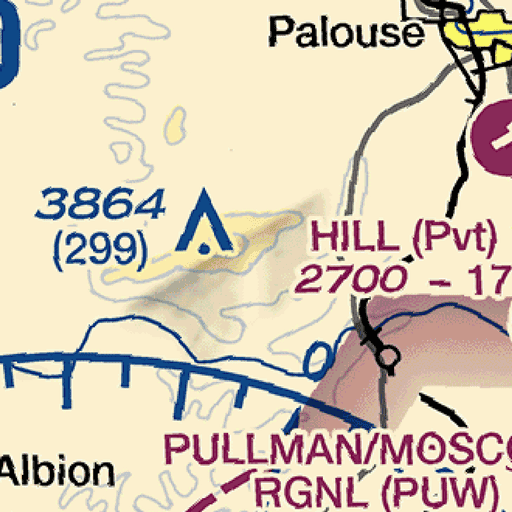 Palouse
3864
(299)
HILL (Pvt)
2700 - 17
Albion
PULLMAN/MOSCO
RGNL (PUW)